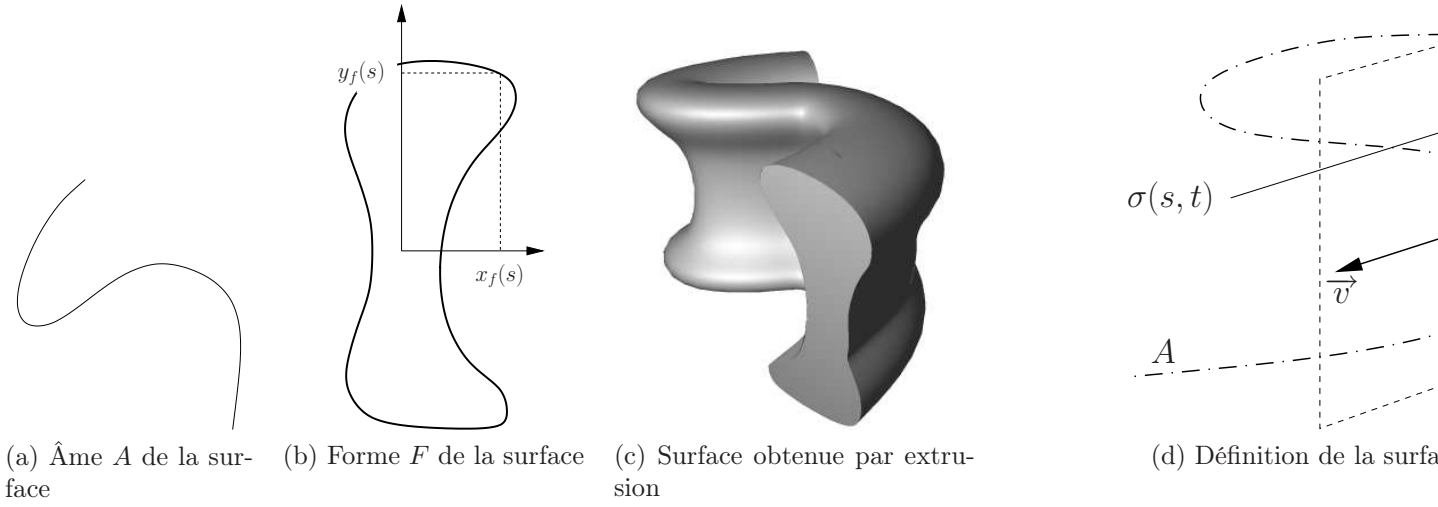 y_f(s)
x_f(s)
σ(s, t)
v
A
(a) Âme A de la sur-
face
(b) Forme F de la surface
(c) Surface obtenue par extru-
sion
(d) Définition de la surfa